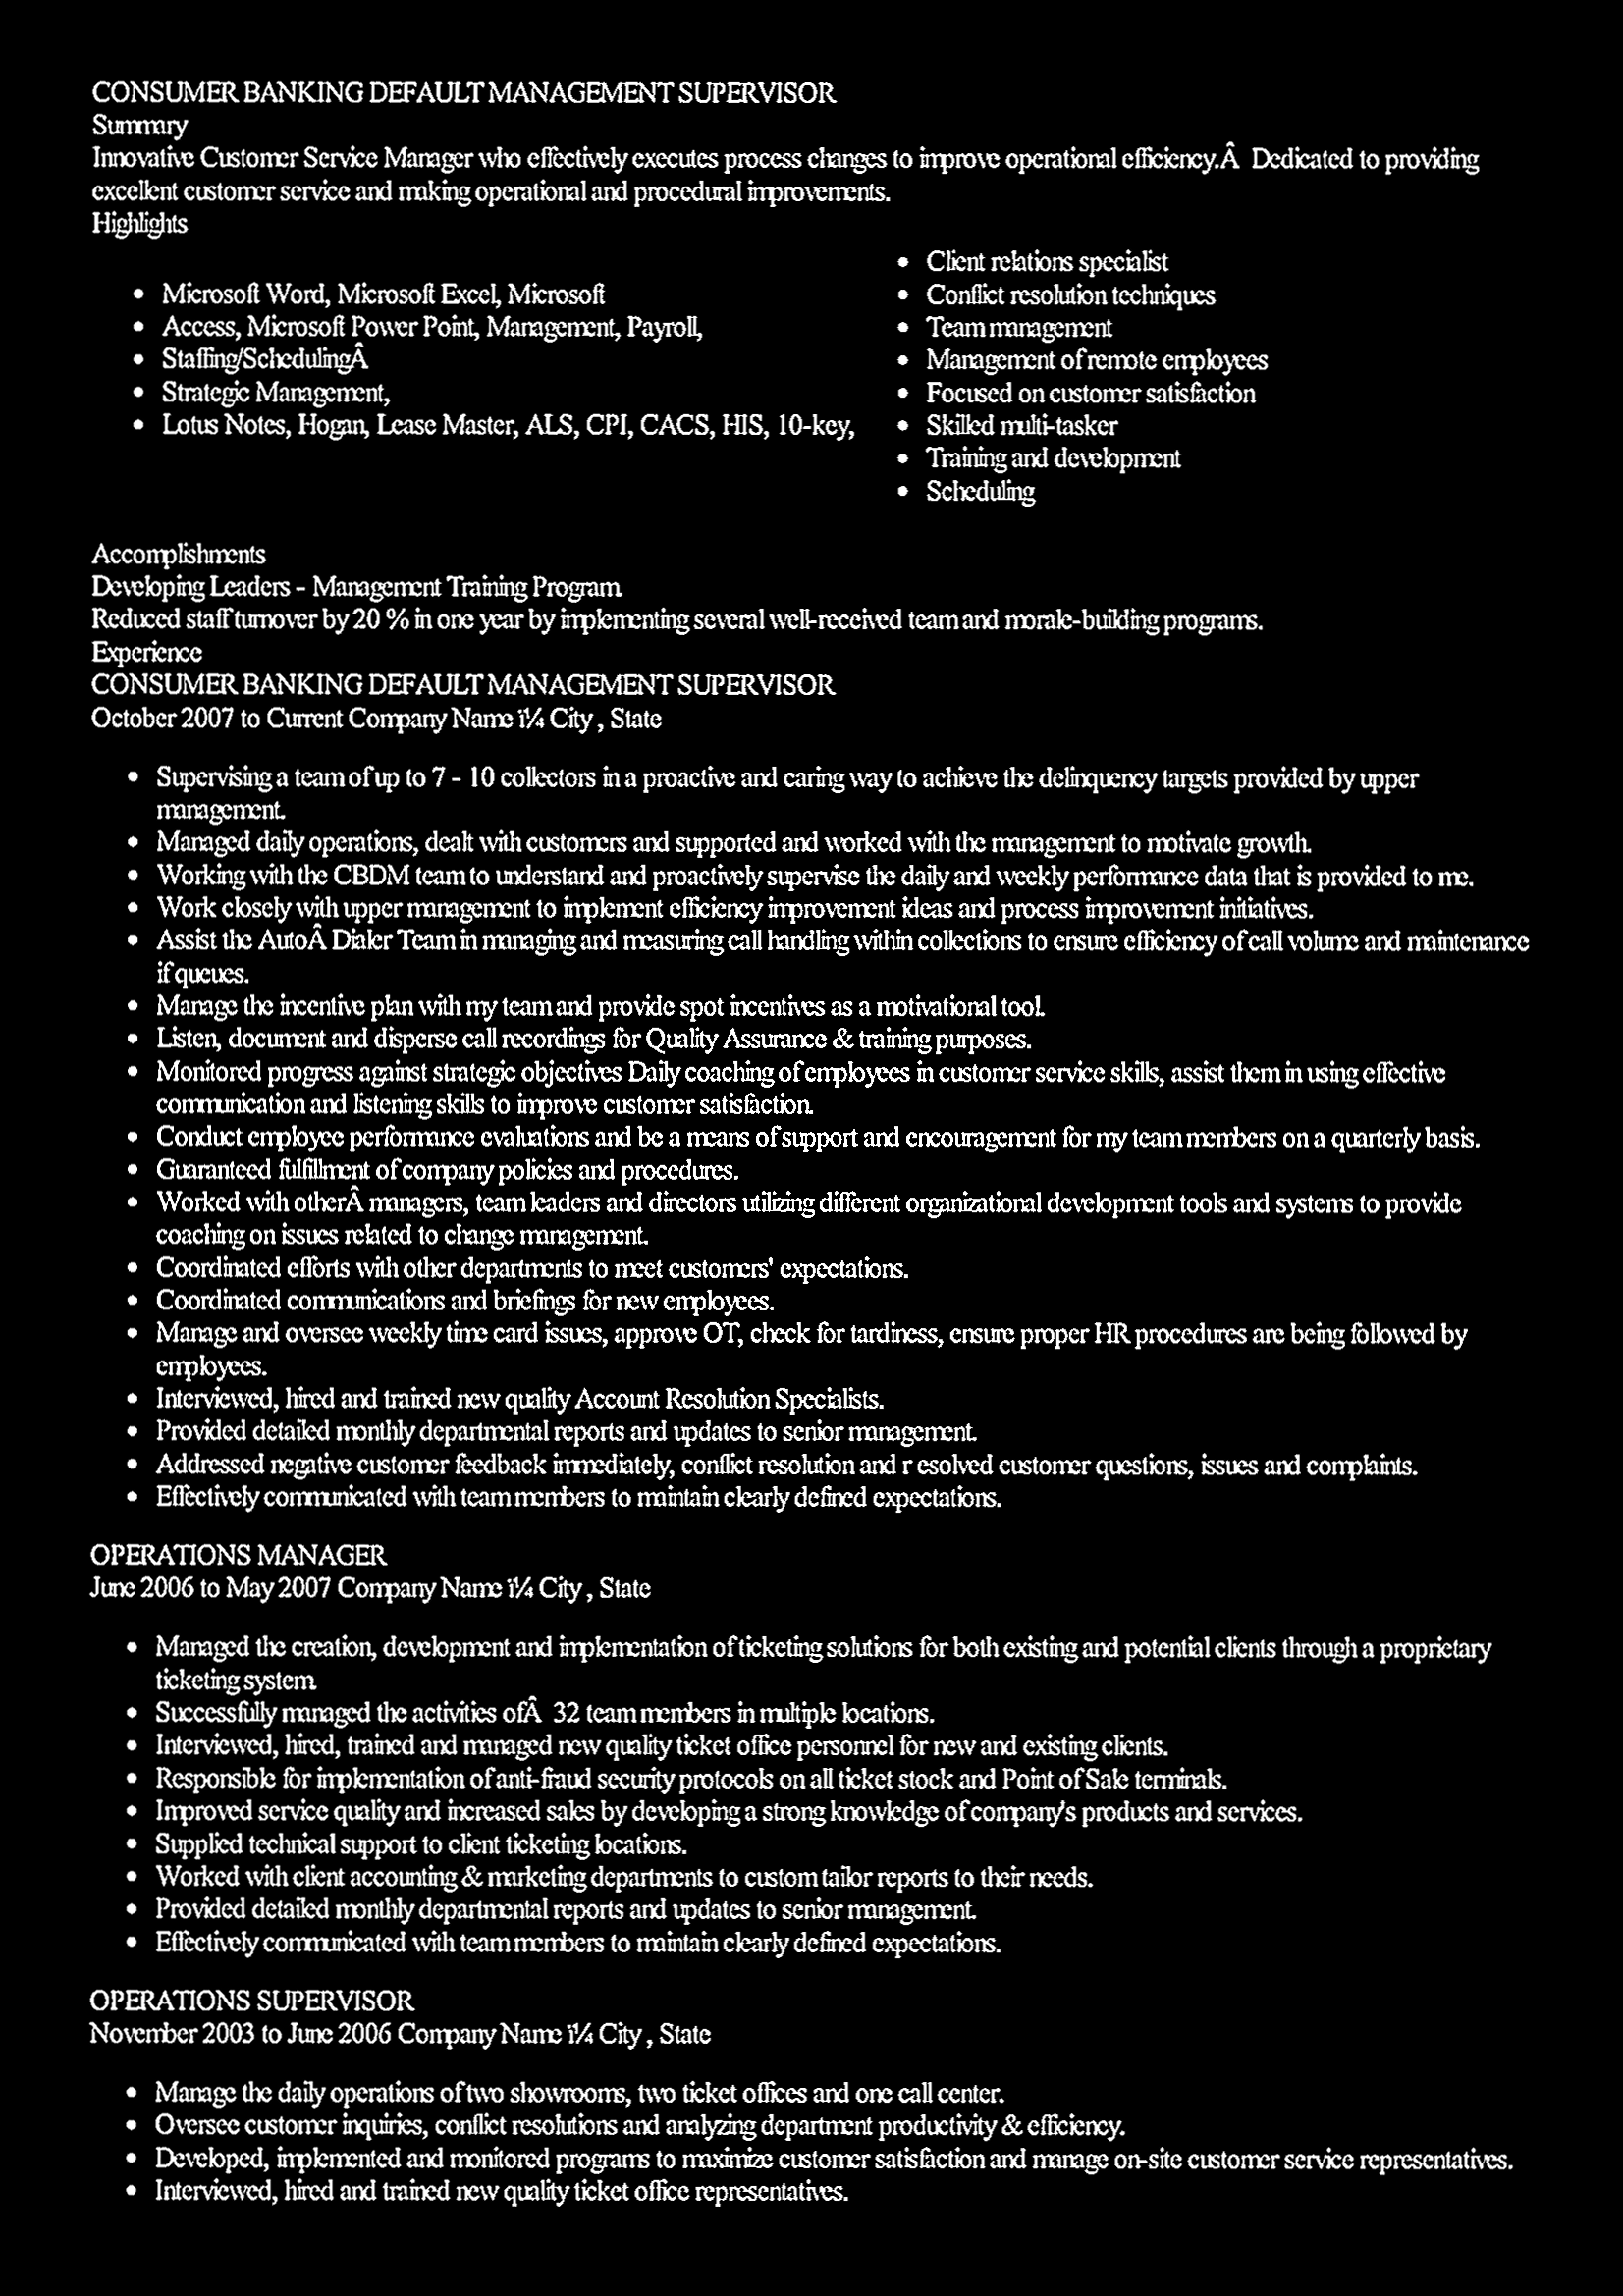 CONSUMER BANKING DEFAULT MANAGEMENT SUPERVISOR
Summary
Innovative Customer Service Manager who effectively executes process changes to improve operational efficiency.Â  Dedicated to providing
excellent customer service and making operational and procedural improvements.
Highlights
• Microsoft Word, Microsoft Excel, Microsoft
• Access, Microsoft Power Point, Management, Payroll,
• Staffing/SchedulingÂ
• Strategic Management,
• Lotus Notes, Hogan, Lease Master, ALS, CPI, CACS, HIS, 10-key,
• Client relations specialist
• Conflict resolution techniques
• Team management
• Management of remote employees
• Focused on customer satisfaction
• Skilled multi-tasker
• Training and development
• Scheduling
Accomplishments
Developing Leaders - Management Training Program.
Reduced staff turnover by 20 % in one year by implementing several well-received team and morale-building programs.
Experience
CONSUMER BANKING DEFAULT MANAGEMENT SUPERVISOR
October 2007 to Current Company Name ï¼ City , State
• Supervising a team of up to 7 - 10 collectors in a proactive and caring way to achieve the delinquency targets provided by upper
management.
• Managed daily operations, dealt with customers and supported and worked with the management to motivate growth.
• Working with the CBDM team to understand and proactively supervise the daily and weekly performance data that is provided to me.
• Work closely with upper management to implement efficiency improvement ideas and process improvement initiatives.
• Assist the AutoÂ Dialer Team in managing and measuring call handling within collections to ensure efficiency of call volume and maintenance
if queues.
• Manage the incentive plan with my team and provide spot incentives as a motivational tool.
• Listen, document and disperse call recordings for Quality Assurance & training purposes.
• Monitored progress against strategic objectives Daily coaching of employees in customer service skills, assist them in using effective
communication and listening skills to improve customer satisfaction.
• Conduct employee performance evaluations and be a means of support and encouragement for my team members on a quarterly basis.
• Guaranteed fulfillment of company policies and procedures.
• Worked with otherÂ managers, team leaders and directors utilizing different organizational development tools and systems to provide
coaching on issues related to change management.
• Coordinated efforts with other departments to meet customers' expectations.
• Coordinated communications and briefings for new employees.
• Manage and oversee weekly time card issues, approve OT, check for tardiness, ensure proper HR procedures are being followed by
employees.
• Interviewed, hired and trained new quality Account Resolution Specialists.
• Provided detailed monthly departmental reports and updates to senior management.
• Addressed negative customer feedback immediately, conflict resolution and r esolved customer questions, issues and complaints.
• Effectively communicated with team members to maintain clearly defined expectations.
OPERATIONS MANAGER
June 2006 to May 2007 Company Name ï¼ City , State
• Managed the creation, development and implementation of ticketing solutions for both existing and potential clients through a proprietary
ticketing system.
• Successfully managed the activities ofÂ  32 team members in multiple locations.
• Interviewed, hired, trained and managed new quality ticket office personnel for new and existing clients.
• Responsible for implementation of anti-fraud security protocols on all ticket stock and Point of Sale terminals.
• Improved service quality and increased sales by developing a strong knowledge of company's products and services.
• Supplied technical support to client ticketing locations.
• Worked with client accounting & marketing departments to custom tailor reports to their needs.
• Provided detailed monthly departmental reports and updates to senior management.
• Effectively communicated with team members to maintain clearly defined expectations.
OPERATIONS SUPERVISOR
November 2003 to June 2006 Company Name ï¼ City , State
• Manage the daily operations of two showrooms, two ticket offices and one call center.
• Oversee customer inquiries, conflict resolutions and analyzing department productivity & efficiency.
• Developed, implemented and monitored programs to maximize customer satisfaction and manage on-site customer service representatives.
• Interviewed, hired and trained new quality ticket office representatives.